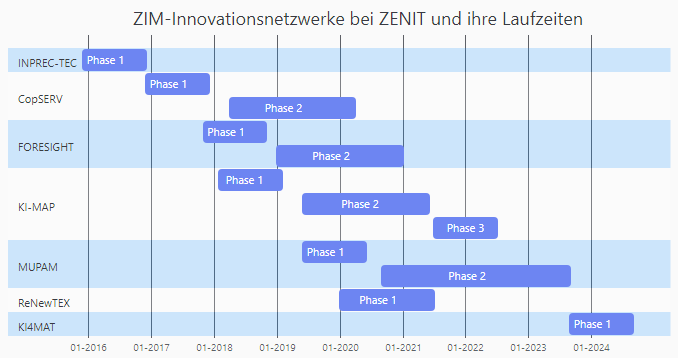 ZIM-Innovationsnetzwerke bei ZENIT und ihre Laufzeiten
INPREC-TEC
Phase 1
CopSERV
Phase 1
Phase 2
FORESIGHT
Phase 1
Phase 2
KI-MAP
Phase 1
Phase 2
Phase 3
MUPAM
Phase 1
Phase 2
ReNewTEX
Phase 1
KI4MAT
Phase 1
01-2016 01-2017 01-2018 01-2019 01-2020 01-2021 01-2022 01-2023 01-2024